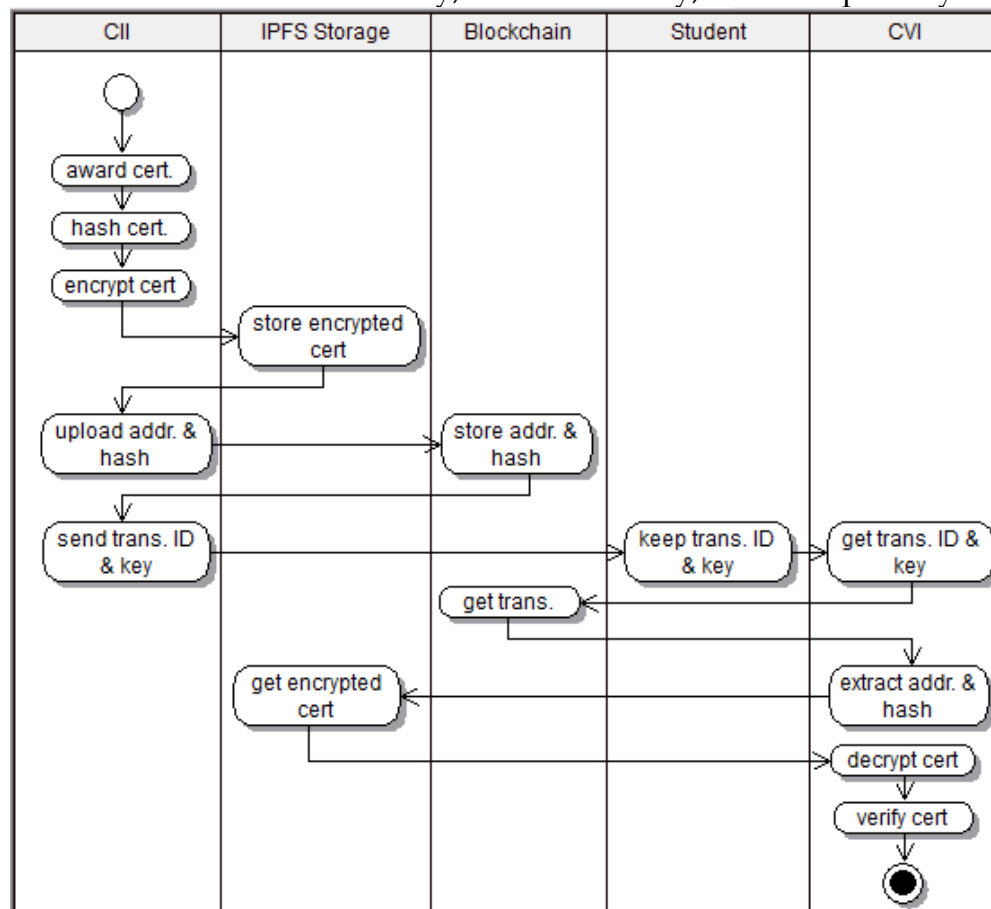 CII
IPFS Storage
Blockchain
Student
CVI
award cert.
hash cert.
encrypt cert
store encrypted
cert
upload addr. &
hash
store addr. &
hash
send trans. ID
& key
keep trans. ID
& key
get trans. ID &
key
get trans.
get encrypted
cert
extract addr. &
hash
decrypt cert
verify cert